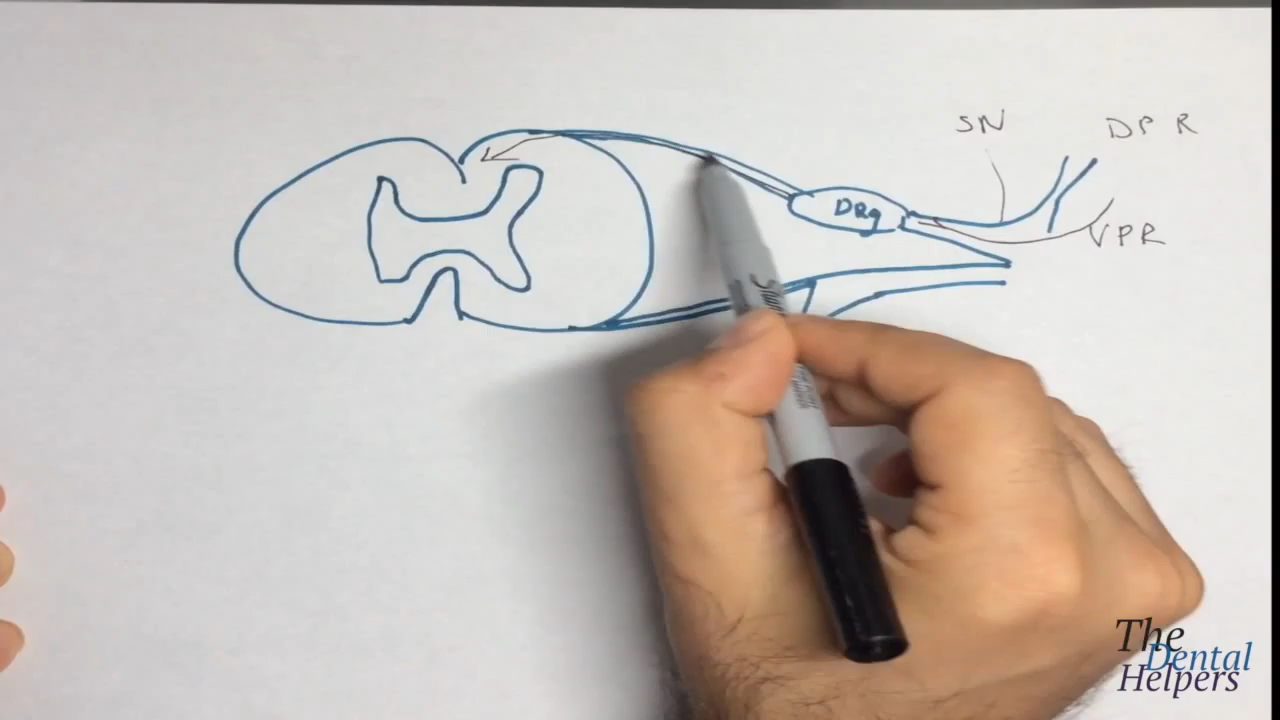 SN
DPR
DRg
VPR
The
Dental
Helpers